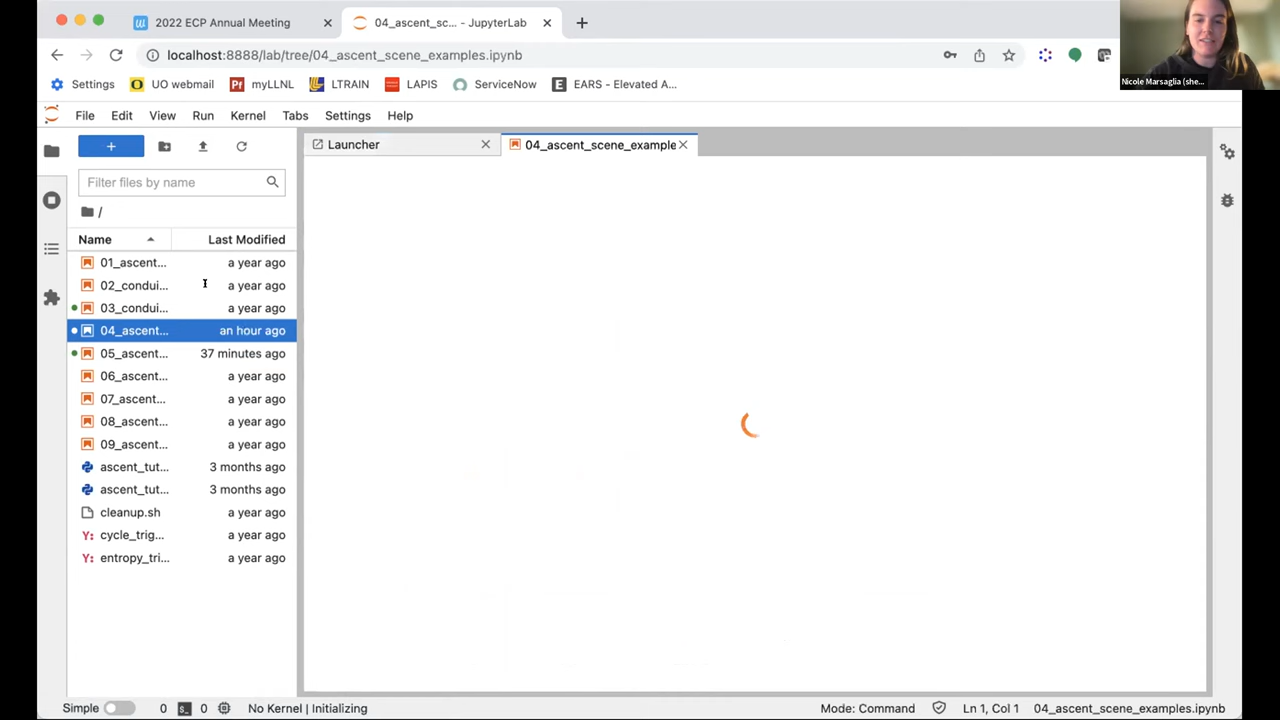 2022 ECP Annual Meeting
04_ascent_sc... - JupyterLab
localhost:8888/lab/tree/04_ascent_scene_examples.ipynb
Nicole Marsaglia (she...
Settings
UO webmail
myLLNL
LTRAIN
LAPIS
ServiceNow
EARS - Elevated A...
File Edit View Run Kernel Tabs Settings Help
Launcher
04_ascent_scene_example
Filter files by name
/
Name Last Modified
01_ascent... a year ago
02_condui... a year ago
03_condui... a year ago
04_ascent... an hour ago
05_ascent... 37 minutes ago
06_ascent... a year ago
07_ascent... a year ago
08_ascent... a year ago
09_ascent... a year ago
ascent_tut... 3 months ago
ascent_tut... 3 months ago
cleanup.sh a year ago
Y: cycle_trig... a year ago
Y: entropy_tri... a year ago
Simple 0 0 No Kernel | Initializing Mode: Command Ln 1, Col 1 04_ascent_scene_examples.ipynb